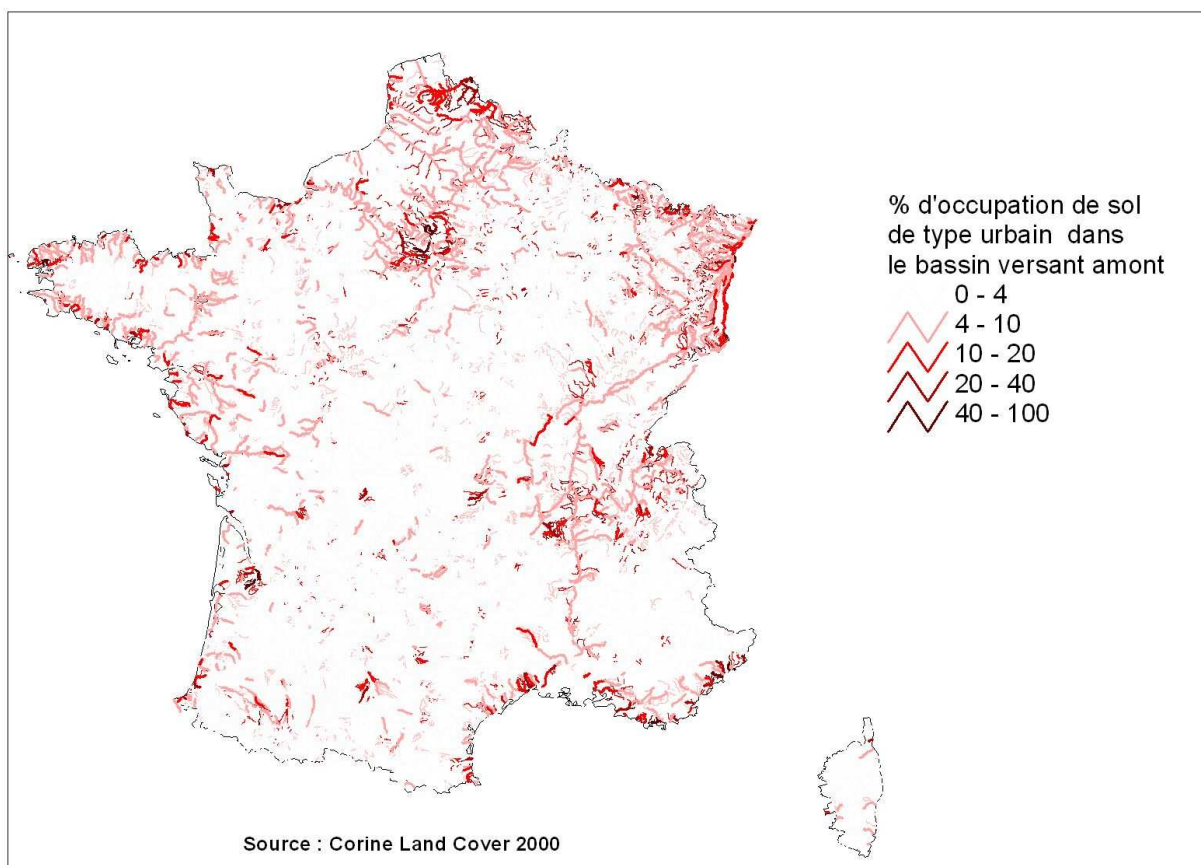 % d'occupation de sol
de type urbain dans
le bassin versant amont
0 - 4
4 - 10
10 - 20
20 - 40
40 - 100
Source : Corine Land Cover 2000